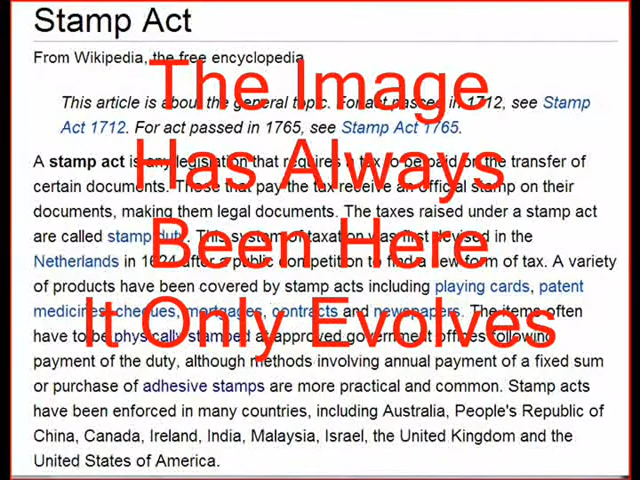 Stamp Act
From Wikipedia, the free encyclopedia
This article is about the general topic. For act passed in 1712, see Stamp
Act 1712. For act passed in 1765, see Stamp Act 1765.
A stamp act is any legislation that requires a tax to be paid on the transfer of
certain documents. Those that pay the tax receive an official stamp on their
documents, making them legal documents. The taxes raised under a stamp act
are called stamp duty. This system of taxation was first devised in the
Netherlands in 1624 after a public competition to find a new form of tax. A variety
of products have been covered by stamp acts including playing cards, patent
medicines, cheques, mortgages, contracts and newspapers. The items often
have to be physically stamped at approved government offices following
payment of the duty, although methods involving annual payment of a fixed sum
or purchase of adhesive stamps are more practical and common. Stamp acts
have been enforced in many countries, including Australia, People's Republic of
China, Canada, Ireland, India, Malaysia, Israel, the United Kingdom and the
United States of America.
The Image
Has Always
Been Here
It Only Evolves